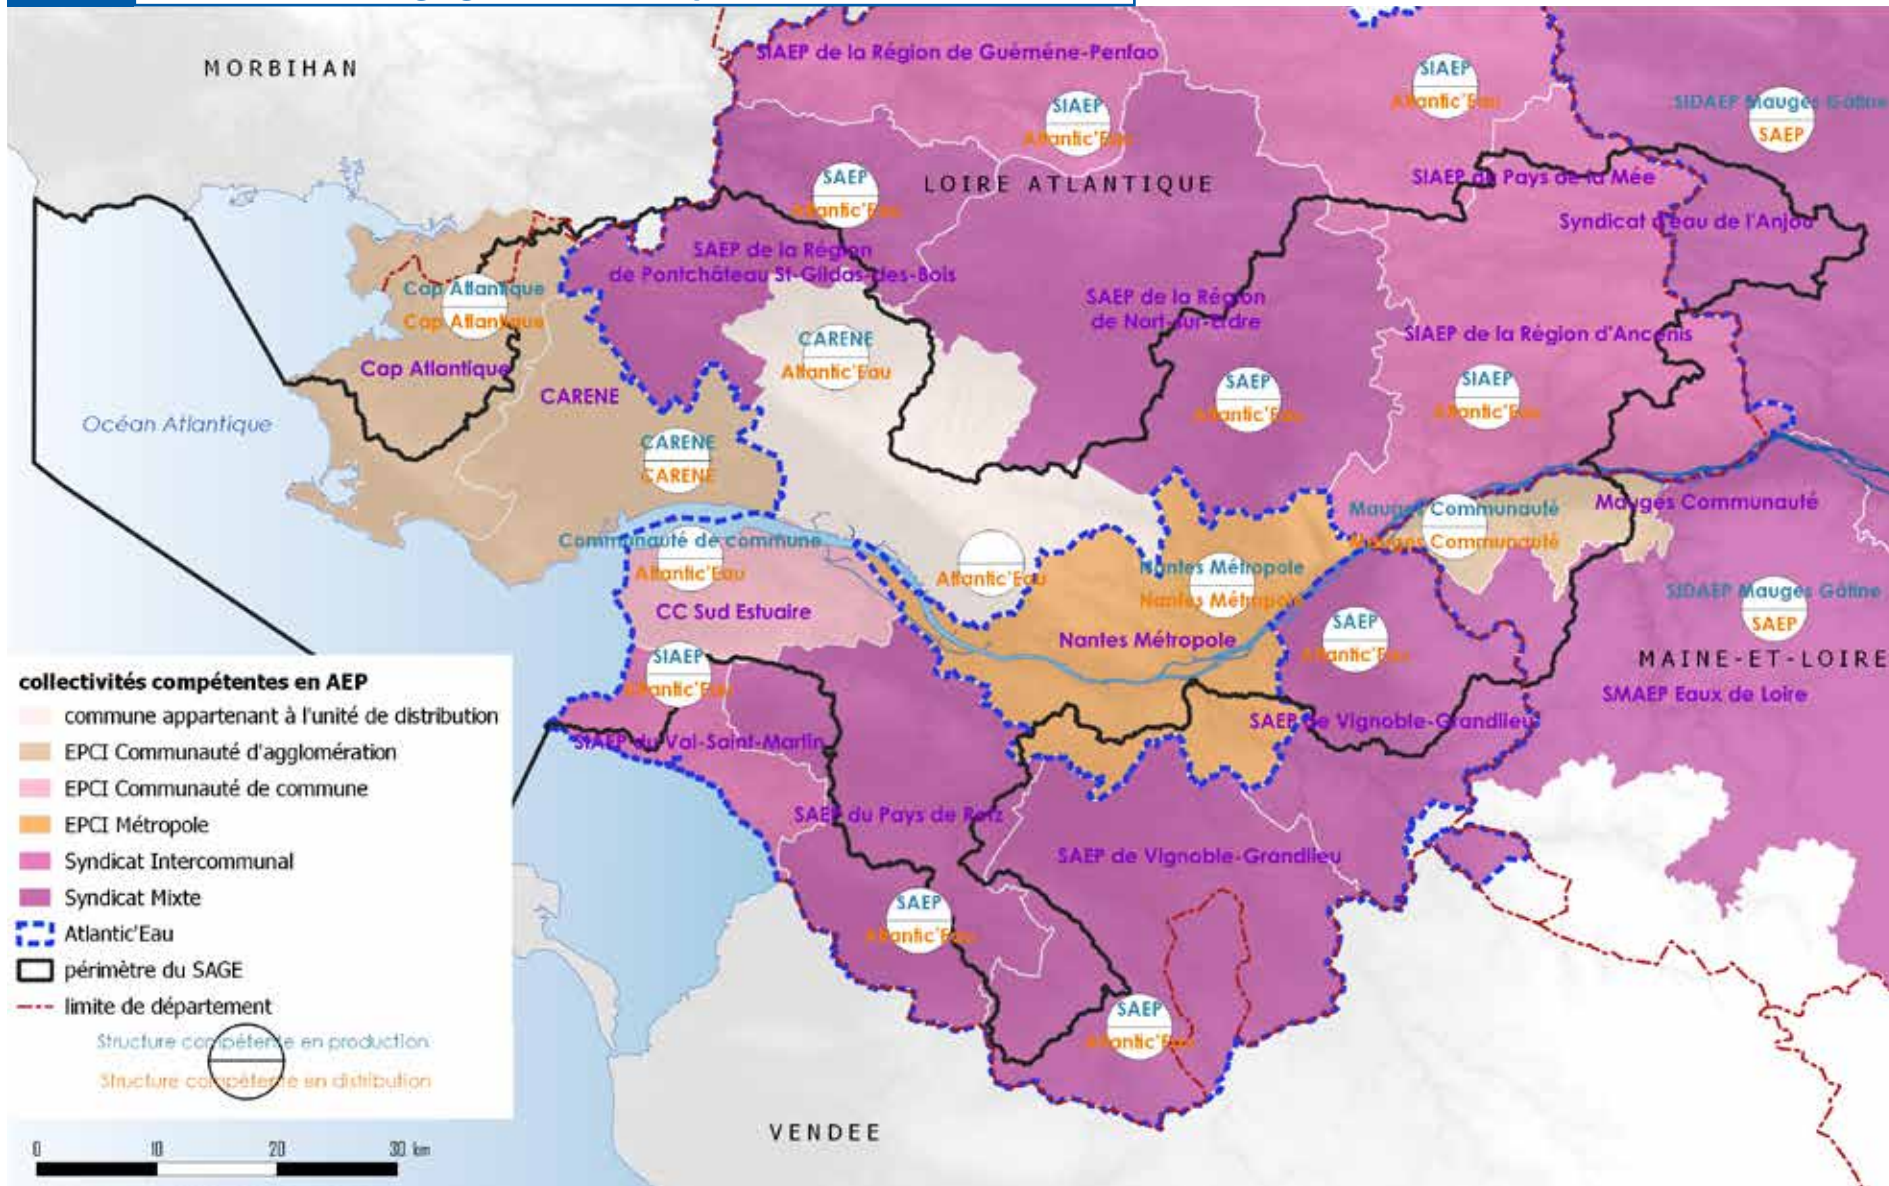 MORBIHAN
SIAEP de la Région de Guéméne-Penfao
SIAEP
Atlantic'Eau
SIAEP
Atlantic'Eau
SIDAEP Mauges Gâtine
SAEP
LOIRE ATLANTIQUE
SAEP
Atlantic'Eau
SIAEP du Pays de la Mée
Syndicat d'eau de l'Anjou
SAEP de la Région
de Pontchâteau St-Gildas-des-Bois
Cap Atlantique
Cap Atlantique
SAEP de la Région
de Nort-sur-Erdre
SIAEP de la Région d'Ancenis
CARENE
Atlantic'Eau
Cap Atlantique
CARENE
SAEP
Atlantic'Eau
SIAEP
Atlantic'Eau
Océan Atlantique
CARENE
CARENE
Mauges Communauté
Mauges Communauté
Mauges Communauté
Communauté de commune
Atlantic'Eau
Atlantic'Eau
Nantes Métropole
Nantes Métropole
CC Sud Estuaire
Nantes Métropole
SAEP
Atlantic'Eau
SIDAEP Mauges Gâtine
SAEP
MAINE-ET-LOIRE
SMAEP Eaux de Loire
SIAEP
Atlantic'Eau
SAEP de Vignoble-Grandlieu
SIAEP du Val-Saint-Martin
SAEP du Pays de Retz
SAEP de Vignoble-Grandlieu
SAEP
Atlantic'Eau
SAEP
Atlantic'Eau
VENDEE
collectivités compétentes en AEP
commune appartenant à l'unité de distribution
EPCI Communauté d'agglomération
EPCI Communauté de commune
EPCI Métropole
Syndicat Intercommunal
Syndicat Mixte
Atlantic'Eau
périmètre du SAGE
limite de département
Structure compétente en production
Structure compétente en distribution
0 10 20 30 km